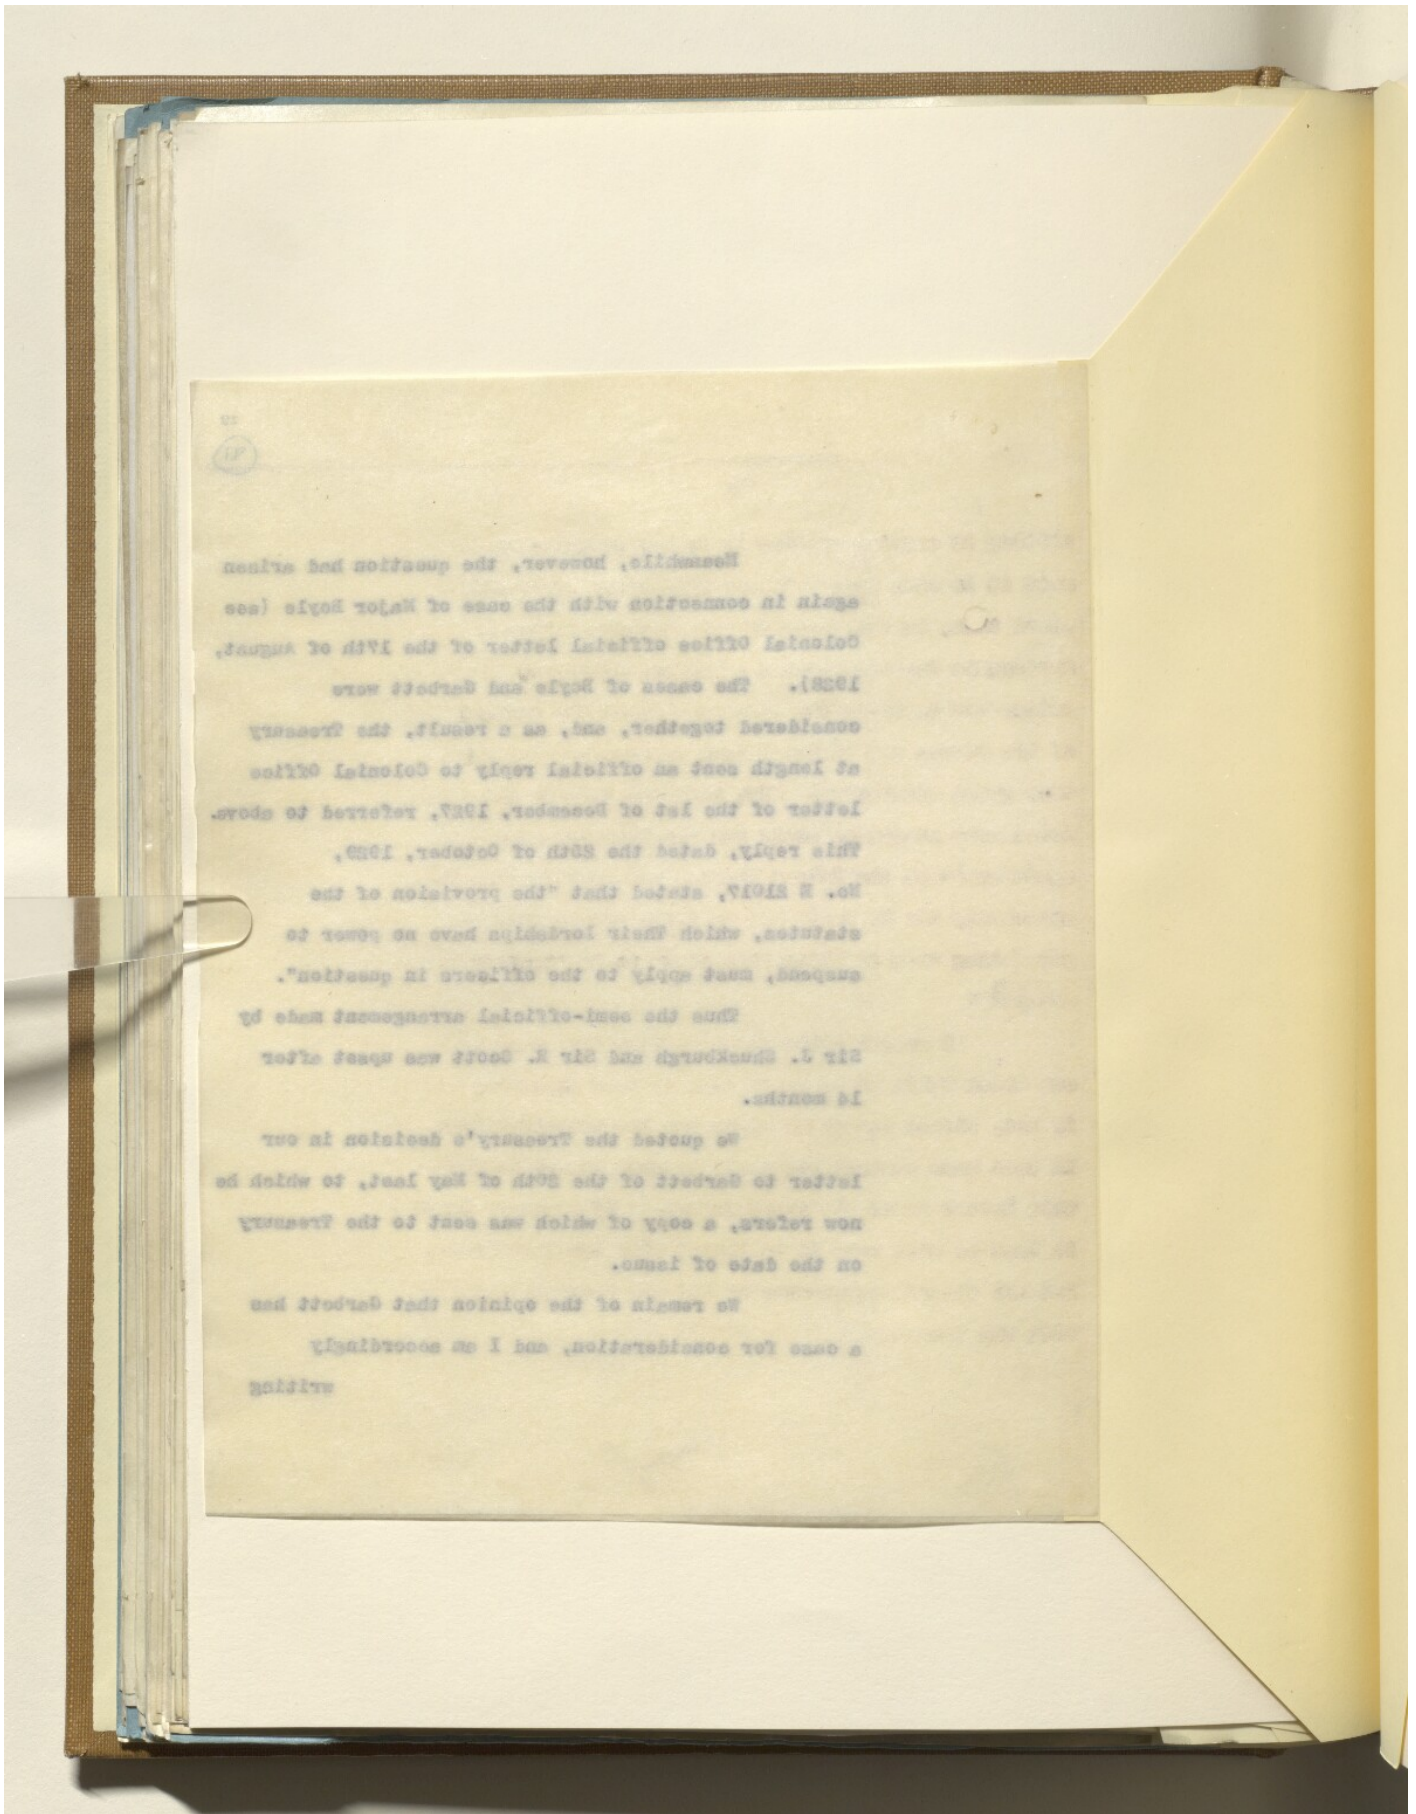 Meanwhile, however, the question had arisen
again in connection with the case of Major Boyle (see
Colonial Office official letter of the 17th of August,
1928). The cases of Boyle and Garbett were
considered together, and, as a result, the Treasury
at length sent an official reply to Colonial Office
letter of the 1st of December, 1927, referred to above.
This reply, dated the of October, 1929,
No. 21017, stated that "the provision of the
statutes, which Their lordships have no power to
suspend, must apply to the officers in question".
Thus the semi-official arrangement made by
Sir J. Shuckburgh and Sir R. Scott was upset after
14 months.
We quoted the Treasury's decision in our
letter to Garbett of the 20th of May last, to which he
now refers, a copy of which was sent to the Treasury
on the date of issue.
We remain of the opinion that Garbett has
a case for consideration, and I am accordingly
writing